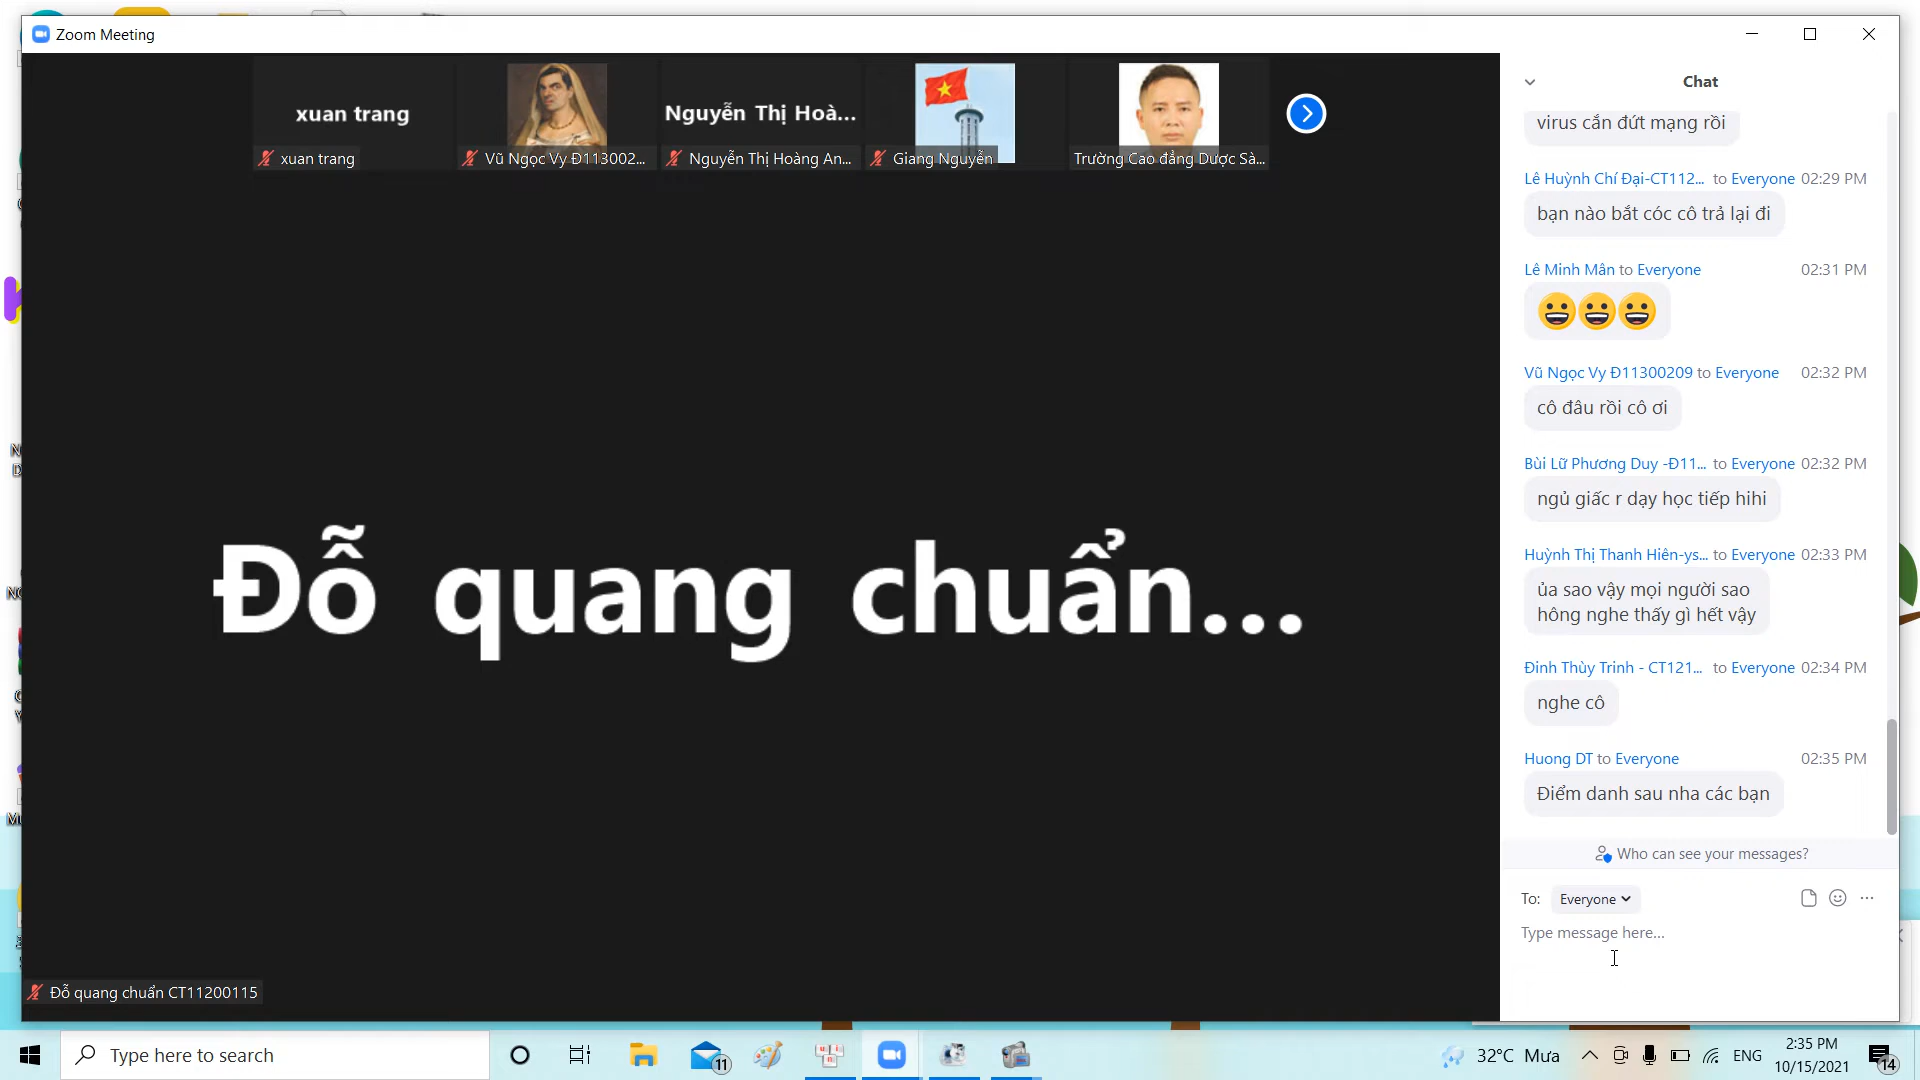 Zoom Meeting
xuan trang
Nguyễn Thị Hoà...
xuan trang
Vũ Ngọc Vy Đ113002...
Nguyễn Thị Hoàng An...
Giang Nguyễn
Trường Cao đẳng Dược Sà...
Đỗ quang chuẩn...
Đỗ quang chuẩn CT11200115
Chat
virus cắn đứt mạng rồi
Lê Huỳnh Chí Đại-CT112... to Everyone 02:29 PM
bạn nào bắt cóc cô trả lại đi
Lê Minh Mân to Everyone 02:31 PM
😀😀😀
Vũ Ngọc Vy Đ11300209 to Everyone 02:32 PM
cô đâu rồi cô ơi
Bùi Lữ Phương Duy -Đ11... to Everyone 02:32 PM
ngủ giấc r dạy học tiếp hihi
Huỳnh Thị Thanh Hiên-ys... to Everyone 02:33 PM
ủa sao vậy mọi người sao
hông nghe thấy gì hết vậy
Đinh Thùy Trinh - CT121... to Everyone 02:34 PM
nghe cô
Huong DT to Everyone 02:35 PM
Điểm danh sau nha các bạn
Who can see your messages?
To: Everyone
Type message here...
Type here to search
11
32°C Mưa
ENG
2:35 PM
10/15/2021
14